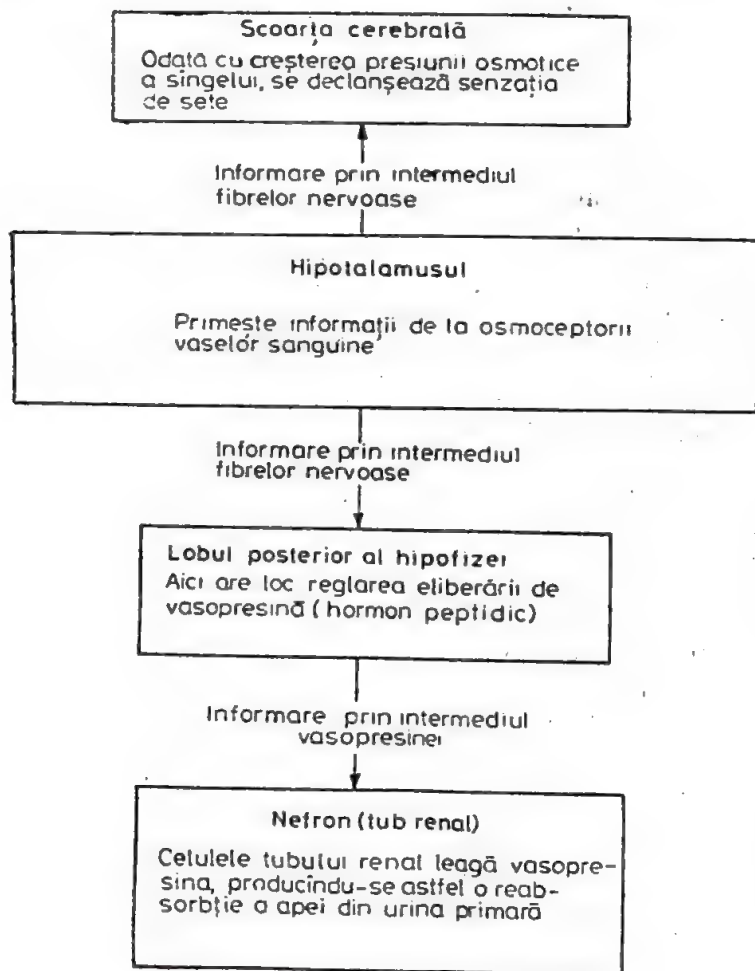 Scoarța cerebrală
Odată cu creșterea presiunii osmotice
a sîngelui, se declanșează senzația
de sete
Informare prin intermediul
fibrelor nervoase
Hipotalamusul
Primește informații de la osmoceptorii
vaselor sanguine
Informare prin intermediul
fibrelor nervoase
Lobul posterior al hipofizei
Aici are loc reglarea eliberării de
vasopresină (hormon peptidic)
Informare prin intermediul
vasopresinei
Nefron (tub renal)
Celulele tubului renal leagă vasopre-
sina, producîndu-se astfel o reab-
sorbție a apei din urina primară